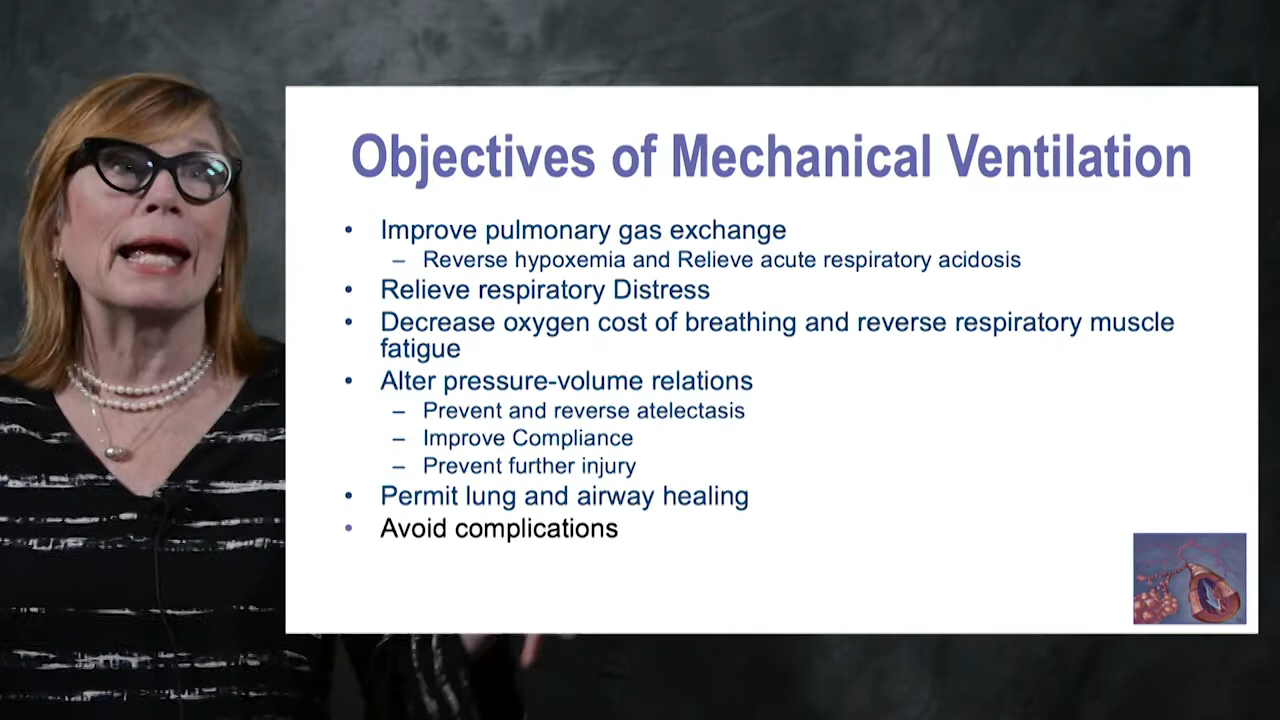 Objectives of Mechanical Ventilation
• Improve pulmonary gas exchange
– Reverse hypoxemia and Relieve acute respiratory acidosis
• Relieve respiratory Distress
• Decrease oxygen cost of breathing and reverse respiratory muscle
fatigue
• Alter pressure-volume relations
– Prevent and reverse atelectasis
– Improve Compliance
– Prevent further injury
• Permit lung and airway healing
• Avoid complications